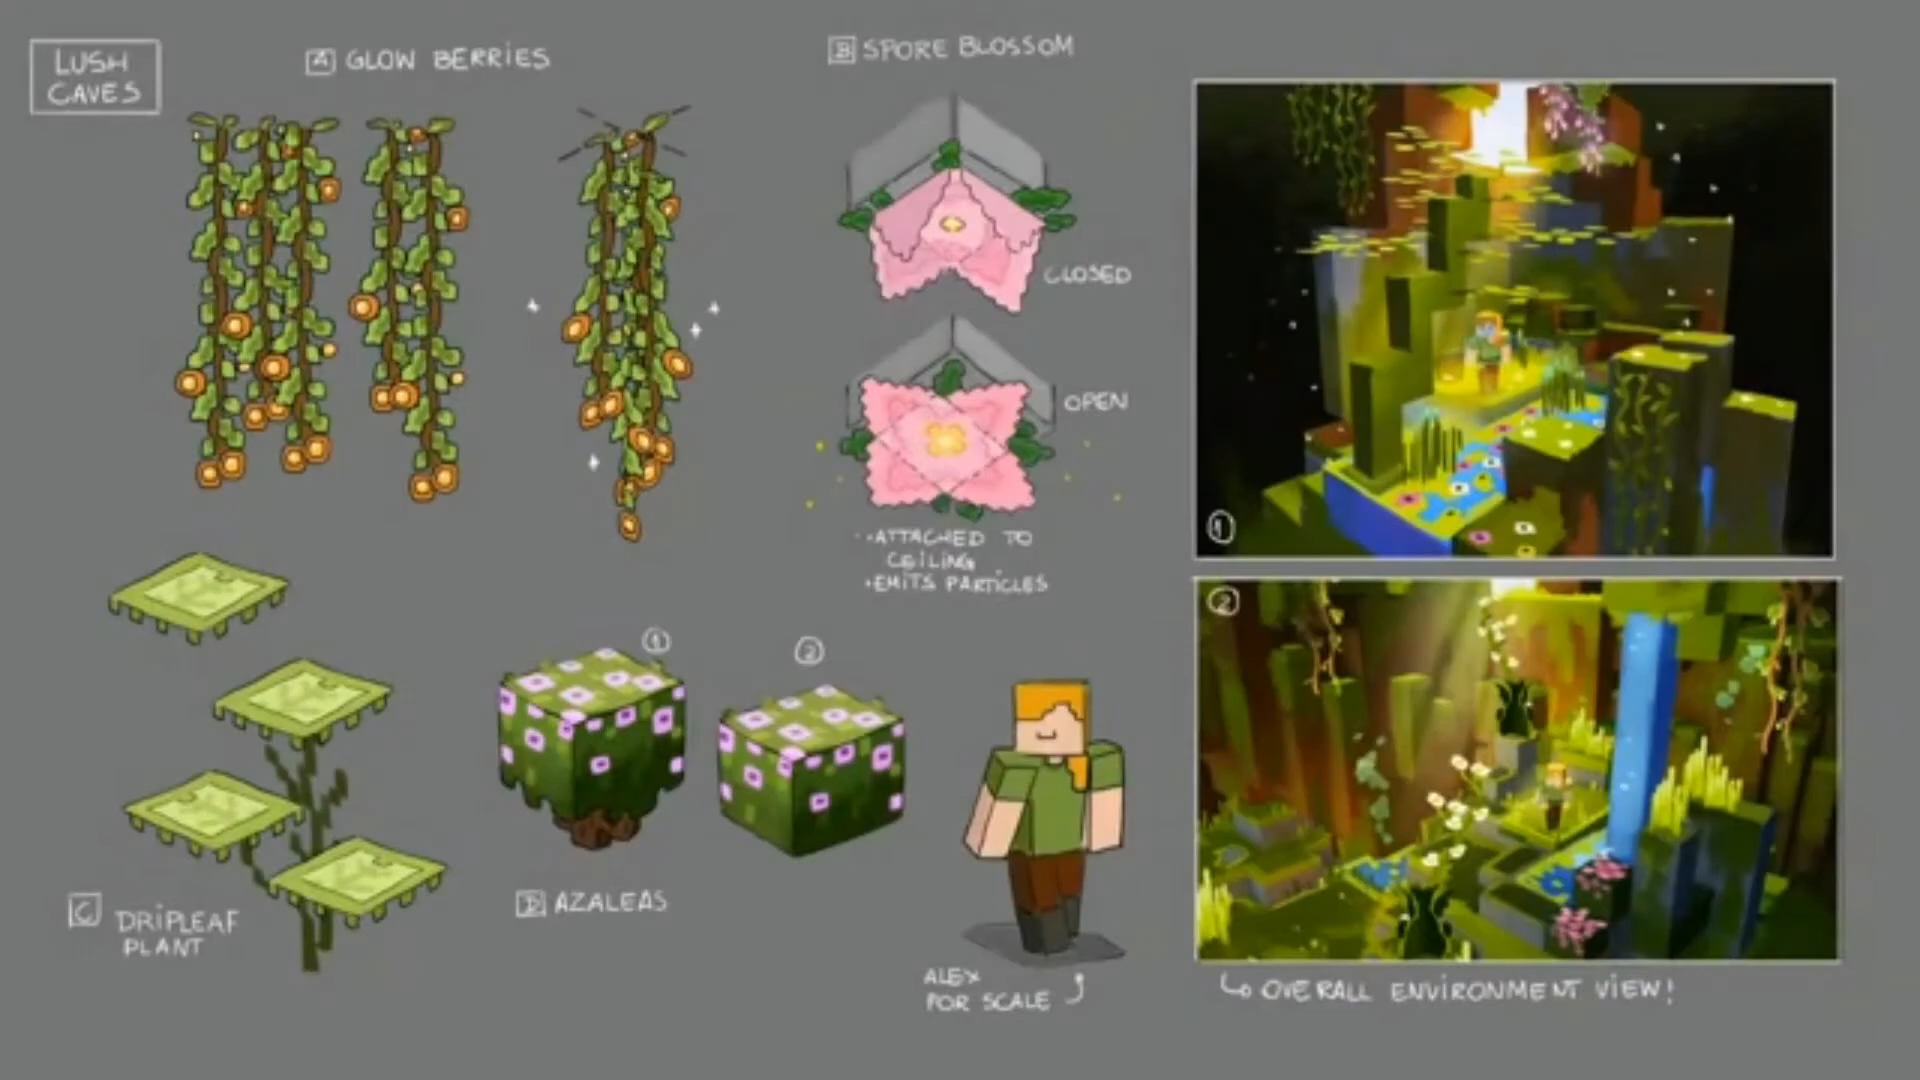 LUSH
CAVES
A GLOW BERRIES
B SPORE BLOSSOM
CLOSED
OPEN
•ATTACHED TO
CEILING
•EMITS PARTICLES
1
2
C DRIPLEAF
PLANT
1
2
D AZALEAS
ALEX
FOR SCALE
OVERALL ENVIRONMENT VIEW!